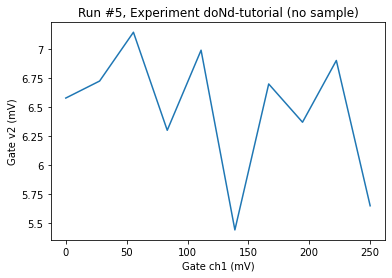 Run #5, Experiment doNd-tutorial (no sample)
7
6.75
6.5
6.25
6
5.75
5.5
Gate v2 (mV)
0 50 100 150 200 250
Gate ch1 (mV)